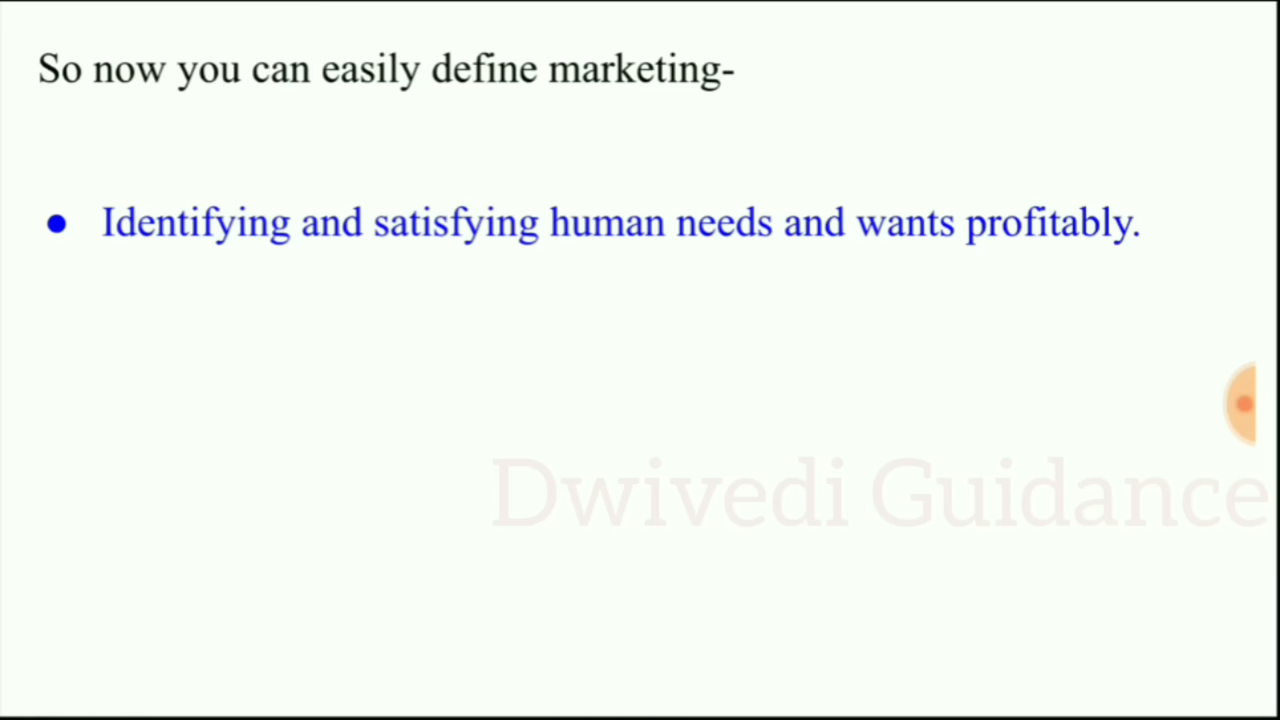 So now you can easily define marketing-
● Identifying and satisfying human needs and wants profitably.
Dwivedi Guidance